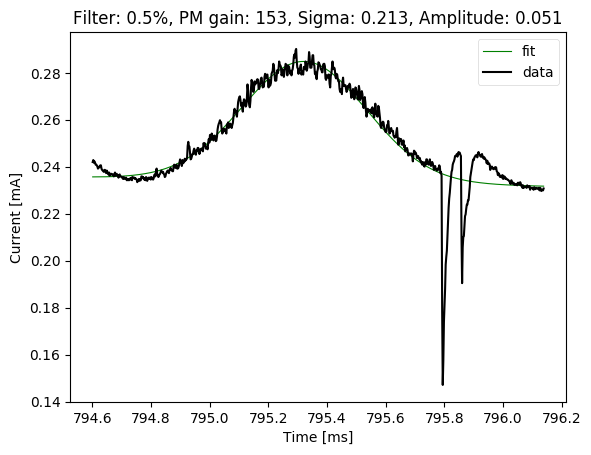 Filter: 0.5%, PM gain: 153, Sigma: 0.213, Amplitude: 0.051
fit
data
0.28
0.26
0.24
0.22
0.20
0.18
0.16
0.14
Current [mA]
794.6 794.8 795.0 795.2 795.4 795.6 795.8 796.0 796.2
Time [ms]